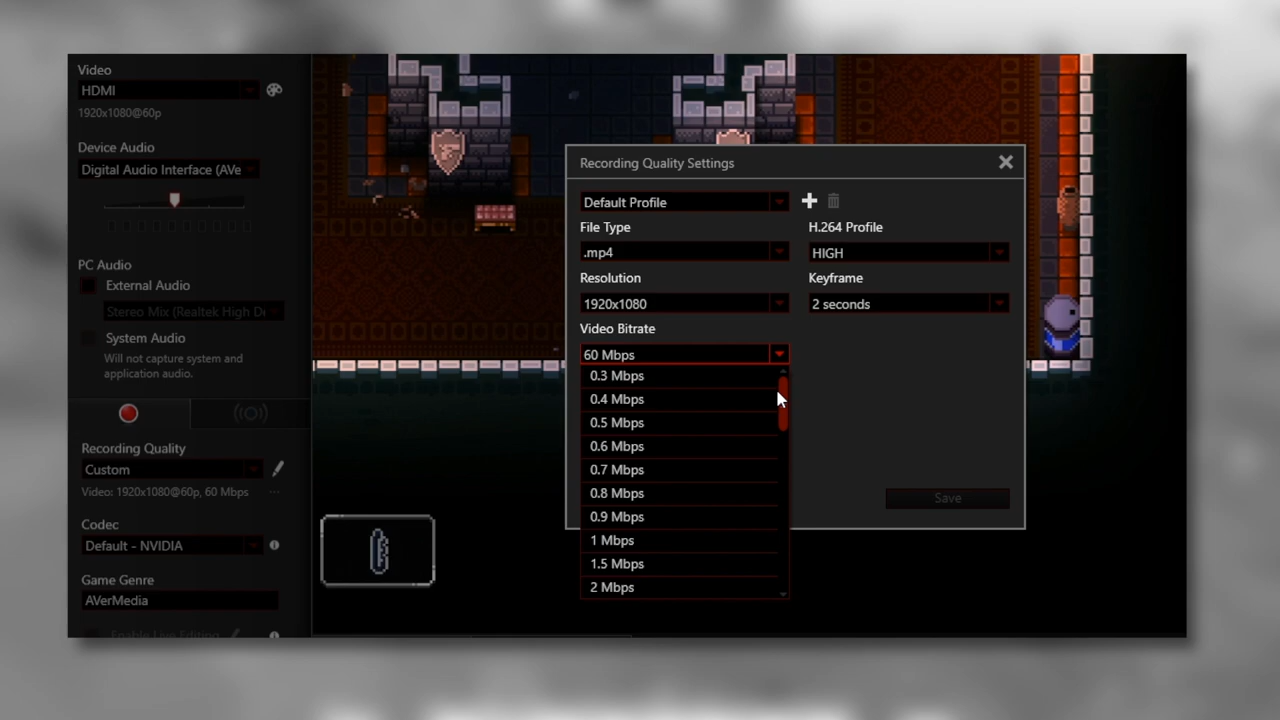 Video
HDMI
1920x1080@60p
Device Audio
Digital Audio Interface (AVe
PC Audio
External Audio
Stereo Mix (Realtek High De
System Audio
Will not capture system and
application audio.
Recording Quality
Custom
Video: 1920x1080@60p, 60 Mbps ...
Codec
Default - NVIDIA
Game Genre
AVerMedia
Enable Live Editing
Recording Quality Settings
Default Profile
File Type
.mp4
H.264 Profile
HIGH
Resolution
1920x1080
Keyframe
2 seconds
Video Bitrate
60 Mbps
0.3 Mbps
0.4 Mbps
0.5 Mbps
0.6 Mbps
0.7 Mbps
0.8 Mbps
0.9 Mbps
1 Mbps
1.5 Mbps
2 Mbps
Save